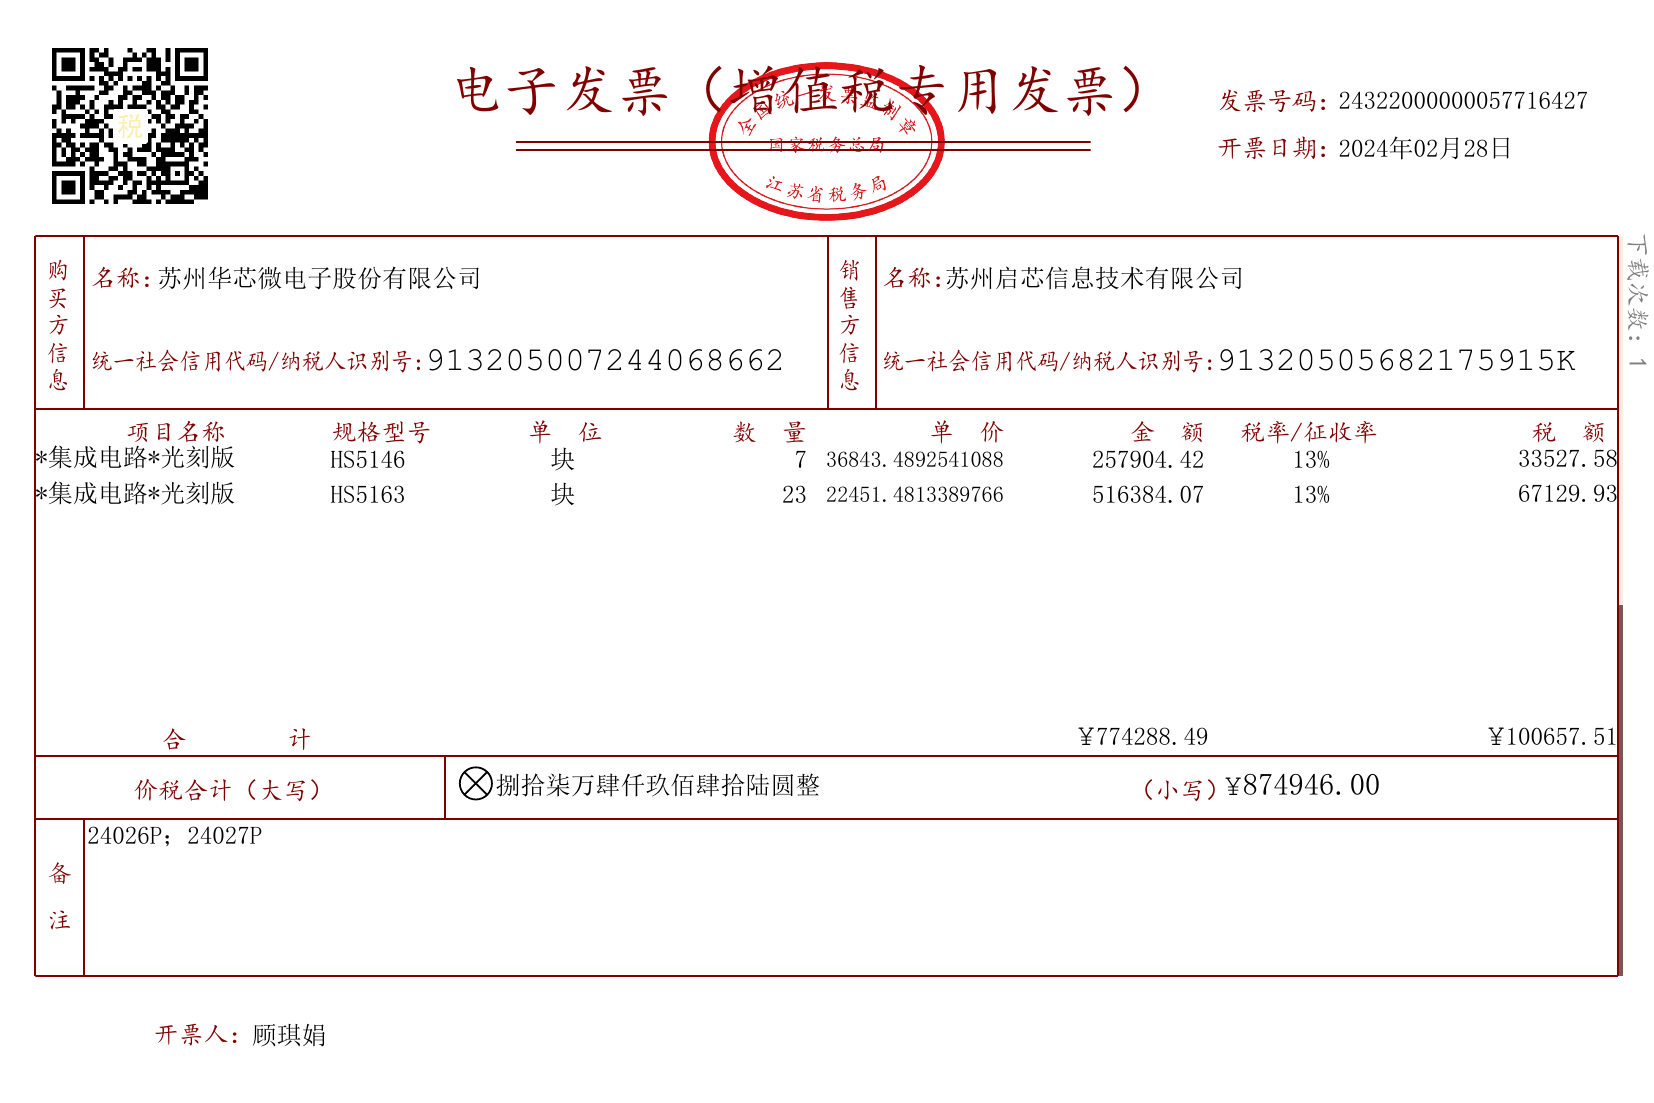 税
电子发票（增值税专用发票）
全国统一发票监制章
国家税务总局
江苏省税务局
发票号码：24322000000057716427
开票日期：2024年02月28日
下载次数：1
购买方信息
名称：苏州华芯微电子股份有限公司
统一社会信用代码/纳税人识别号：913205007244068662
销售方信息
名称：苏州启芯信息技术有限公司
统一社会信用代码/纳税人识别号：91320505682175915K
项目名称 规格型号 单位 数量 单价 金额 税率/征收率 税额
*集成电路*光刻版 HS5146 块 7 36843.4892541088 257904.42 13% 33527.58
*集成电路*光刻版 HS5163 块 23 22451.4813389766 516384.07 13% 67129.93
合计 ¥774288.49 ¥100657.51
价税合计（大写） 捌拾柒万肆仟玖佰肆拾陆圆整 （小写）¥874946.00
备注
24026P；24027P
开票人：顾琪娟